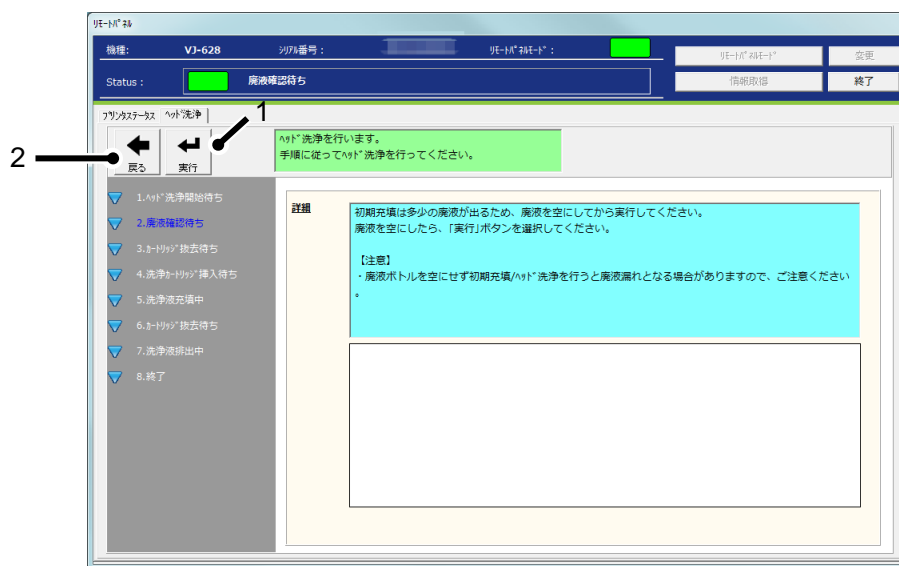 ﾘﾓｰﾄﾊﾟﾈﾙ
機種: VJ-628 ｼﾘｱﾙ番号： ﾘﾓｰﾄﾊﾟﾈﾙﾓｰﾄﾞ：
ﾘﾓｰﾄﾊﾟﾈﾙﾓｰﾄﾞ 変更
Status： 廃液確認待ち
情報取得 終了
ﾌﾟﾘﾝﾀｽﾃｰﾀｽ ﾍｯﾄﾞ洗浄
1
2
戻る 実行
ﾍｯﾄﾞ洗浄を行います。
手順に従ってﾍｯﾄﾞ洗浄を行ってください。
1.ﾍｯﾄﾞ洗浄開始待ち
2.廃液確認待ち
3.ｶｰﾄﾘｯｼﾞ抜去待ち
4.洗浄ｶｰﾄﾘｯｼﾞ挿入待ち
5.洗浄液充填中
6.ｶｰﾄﾘｯｼﾞ抜去待ち
7.洗浄液排出中
8.終了
詳細
初期充填は多少の廃液が出るため、廃液を空にしてから実行してください。
廃液を空にしたら、「実行」ボタンを選択してください。
【注意】
・廃液ボトルを空にせず初期充填/ﾍｯﾄﾞ洗浄を行うと廃液漏れとなる場合がありますので、ご注意ください
。